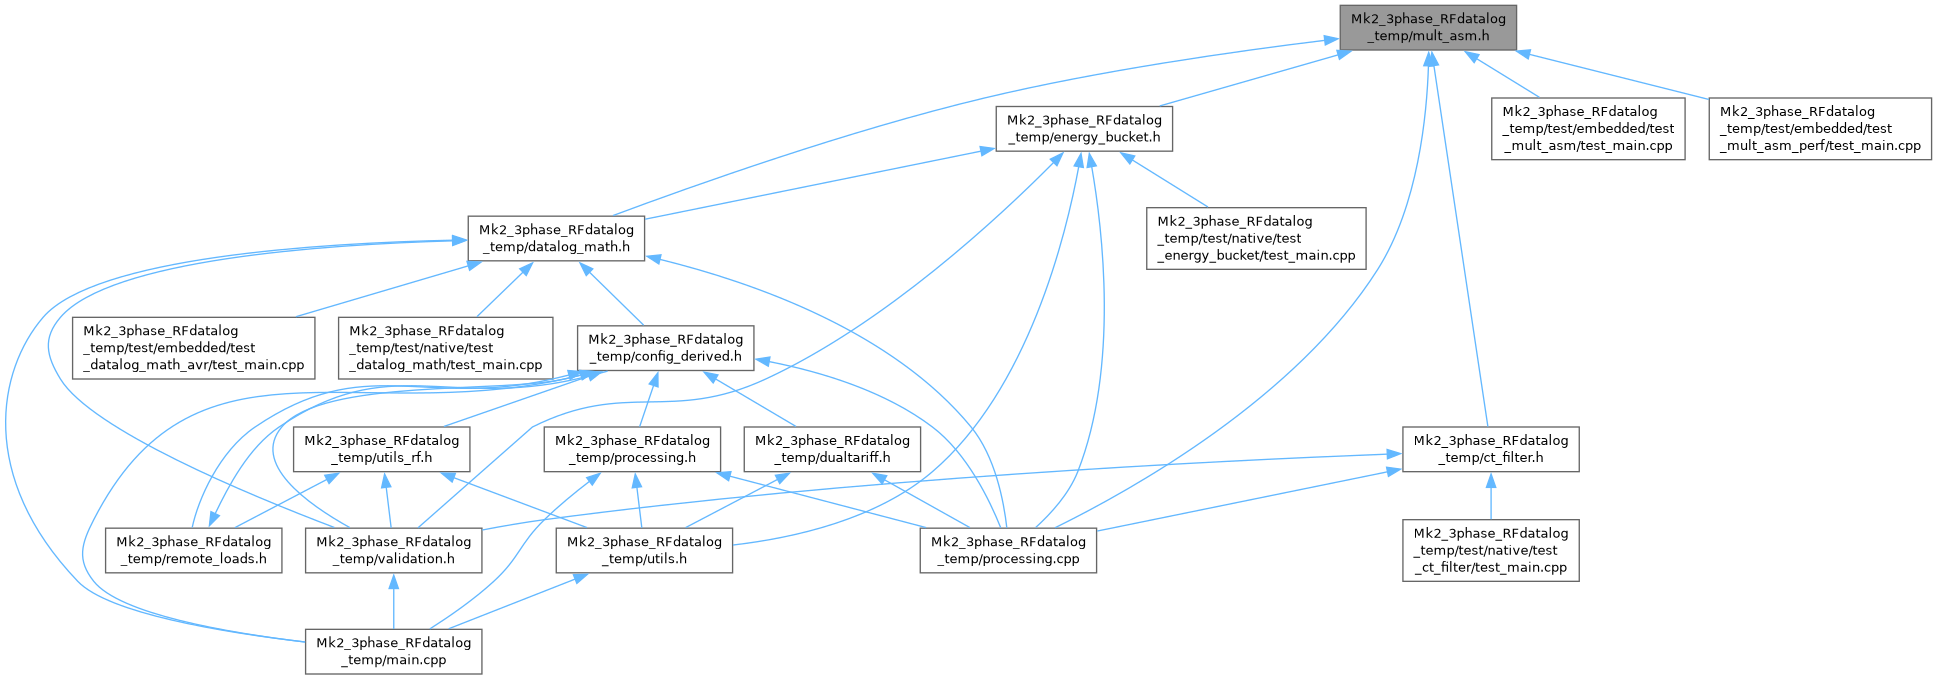 Mk2_3phase_RFdatalog
_temp/mult_asm.h
Mk2_3phase_RFdatalog
_temp/energy_bucket.h
Mk2_3phase_RFdatalog
_temp/test/embedded/test
_mult_asm/test_main.cpp
Mk2_3phase_RFdatalog
_temp/test/embedded/test
_mult_asm_perf/test_main.cpp
Mk2_3phase_RFdatalog
_temp/datalog_math.h
Mk2_3phase_RFdatalog
_temp/test/native/test
_energy_bucket/test_main.cpp
Mk2_3phase_RFdatalog
_temp/test/embedded/test
_datalog_math_avr/test_main.cpp
Mk2_3phase_RFdatalog
_temp/test/native/test
_datalog_math/test_main.cpp
Mk2_3phase_RFdatalog
_temp/config_derived.h
Mk2_3phase_RFdatalog
_temp/utils_rf.h
Mk2_3phase_RFdatalog
_temp/processing.h
Mk2_3phase_RFdatalog
_temp/dualtariff.h
Mk2_3phase_RFdatalog
_temp/ct_filter.h
Mk2_3phase_RFdatalog
_temp/remote_loads.h
Mk2_3phase_RFdatalog
_temp/validation.h
Mk2_3phase_RFdatalog
_temp/utils.h
Mk2_3phase_RFdatalog
_temp/processing.cpp
Mk2_3phase_RFdatalog
_temp/test/native/test
_ct_filter/test_main.cpp
Mk2_3phase_RFdatalog
_temp/main.cpp